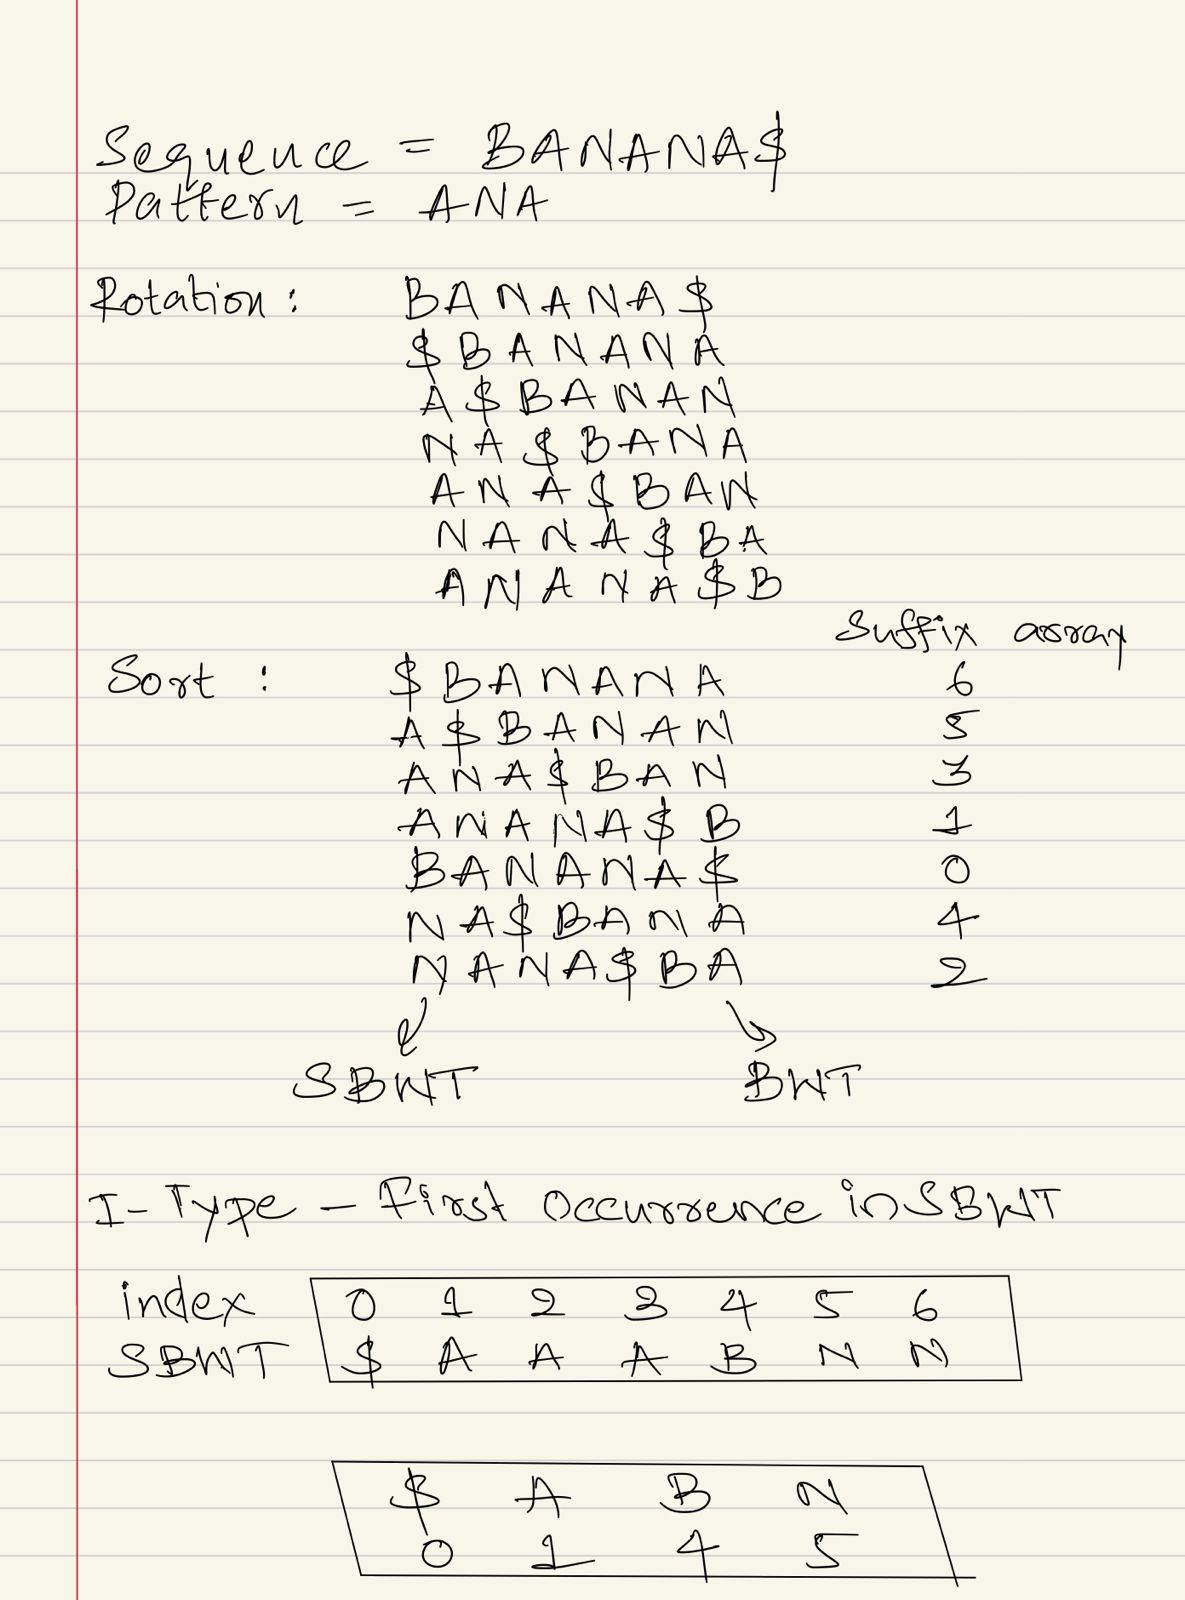 Sequence = BANANA$
Pattern = ANA
Rotation : BANANA$
$BANANA
A$BANAN
NA$BANA
ANA$BAN
NANA$BA
ANANA$B
Suffix array
Sort : $BANANA 6
A$BANAN 5
ANA$BAN 3
ANANA$B 1
BANANA$ 0
NA$BANA 4
NANA$BA 2
SBWT BWT
I-Type - First Occurrence in SBWT
index 0 1 2 3 4 5 6
SBWT $ A A A B N N
$ A B N
0 1 4 5